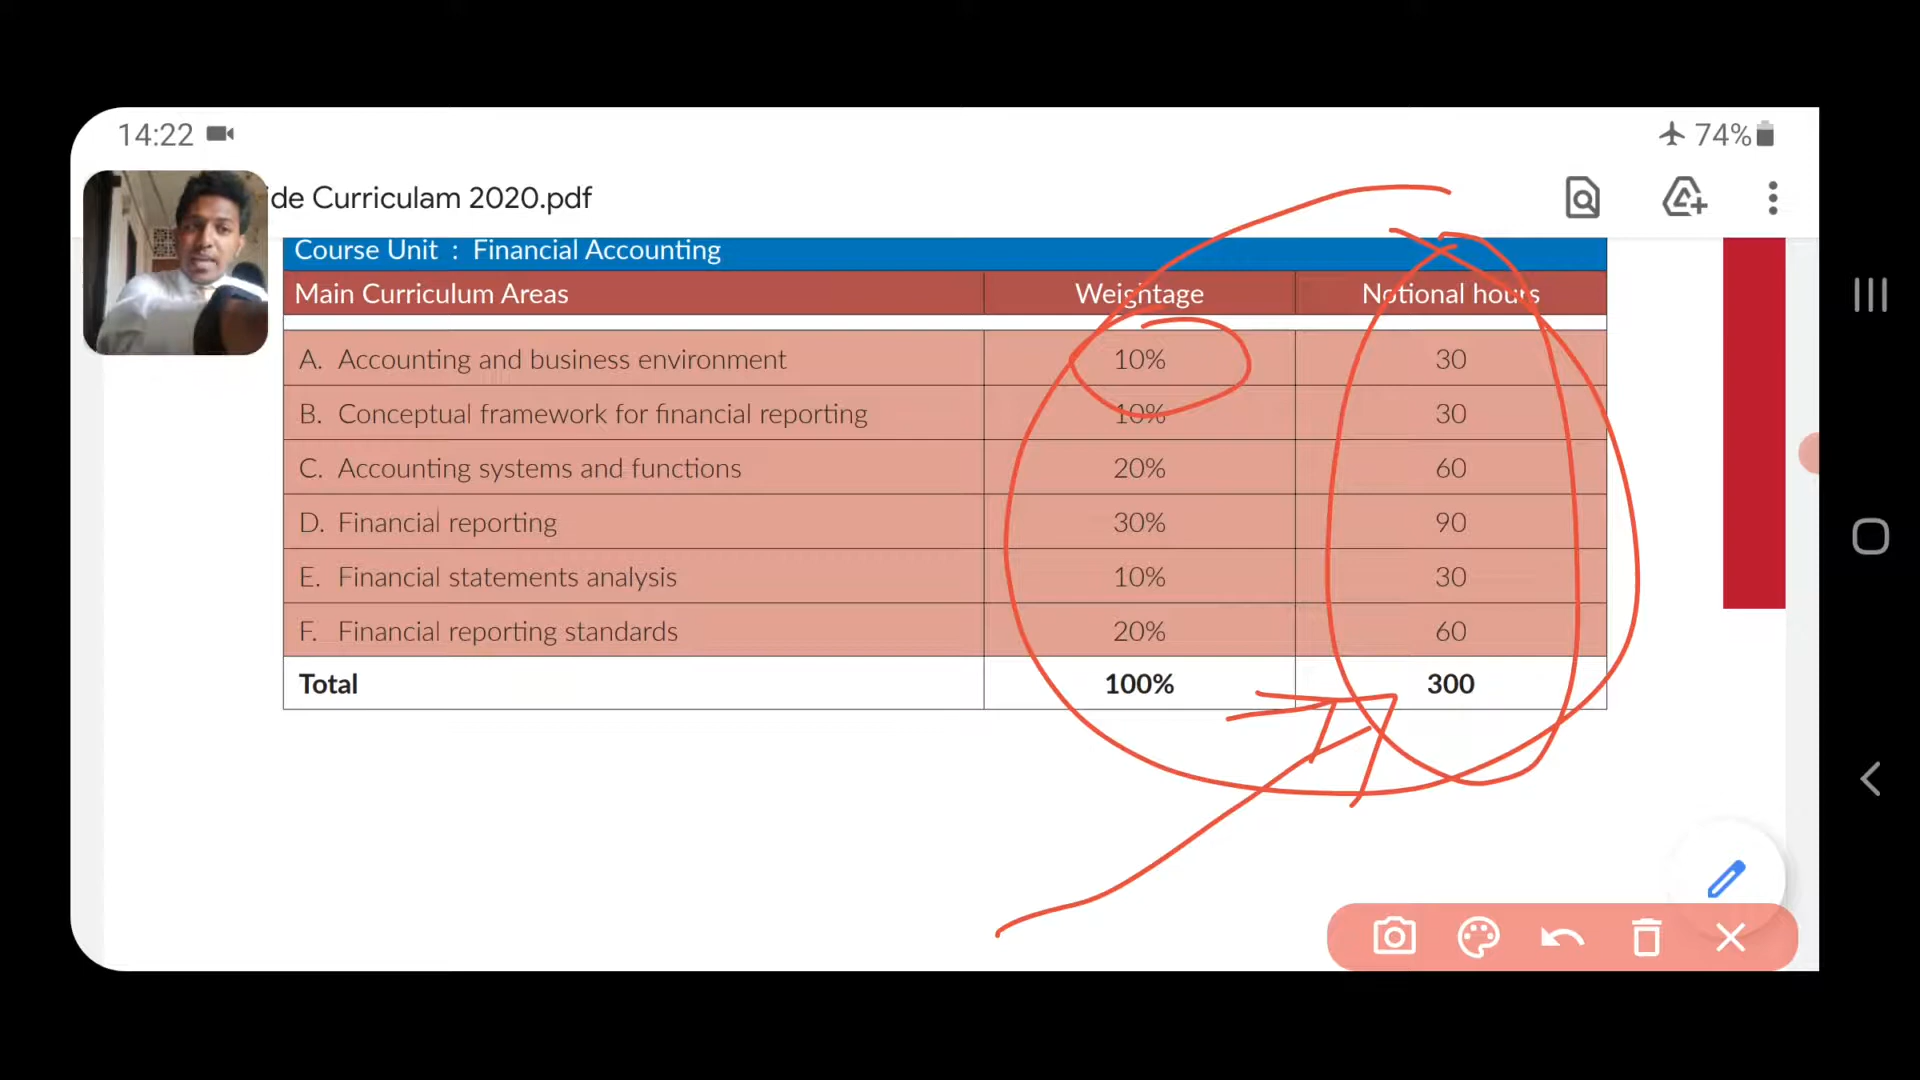 14:22 74%
de Curriculam 2020.pdf
Course Unit : Financial Accounting
Main Curriculum Areas Weightage Notional hours
A. Accounting and business environment 10% 30
B. Conceptual framework for financial reporting 10% 30
C. Accounting systems and functions 20% 60
D. Financial reporting 30% 90
E. Financial statements analysis 10% 30
F. Financial reporting standards 20% 60
Total 100% 300